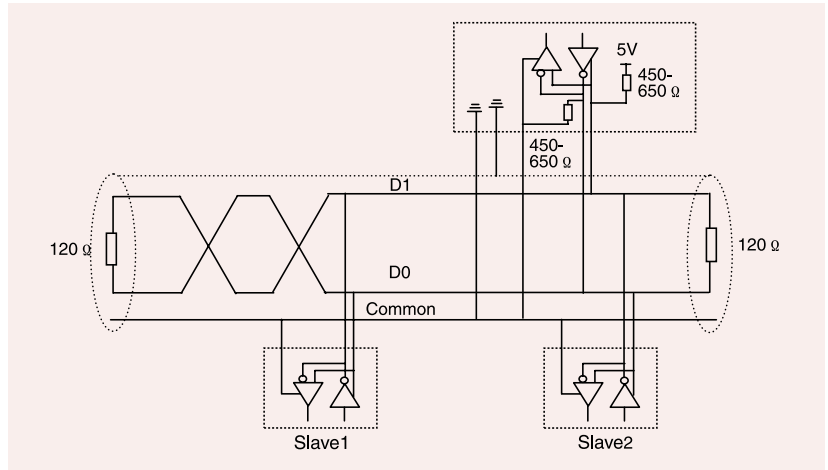 5V
450-
650 Ω
450-
650 Ω
D1
120 Ω
120 Ω
D0
Common
Slave1
Slave2